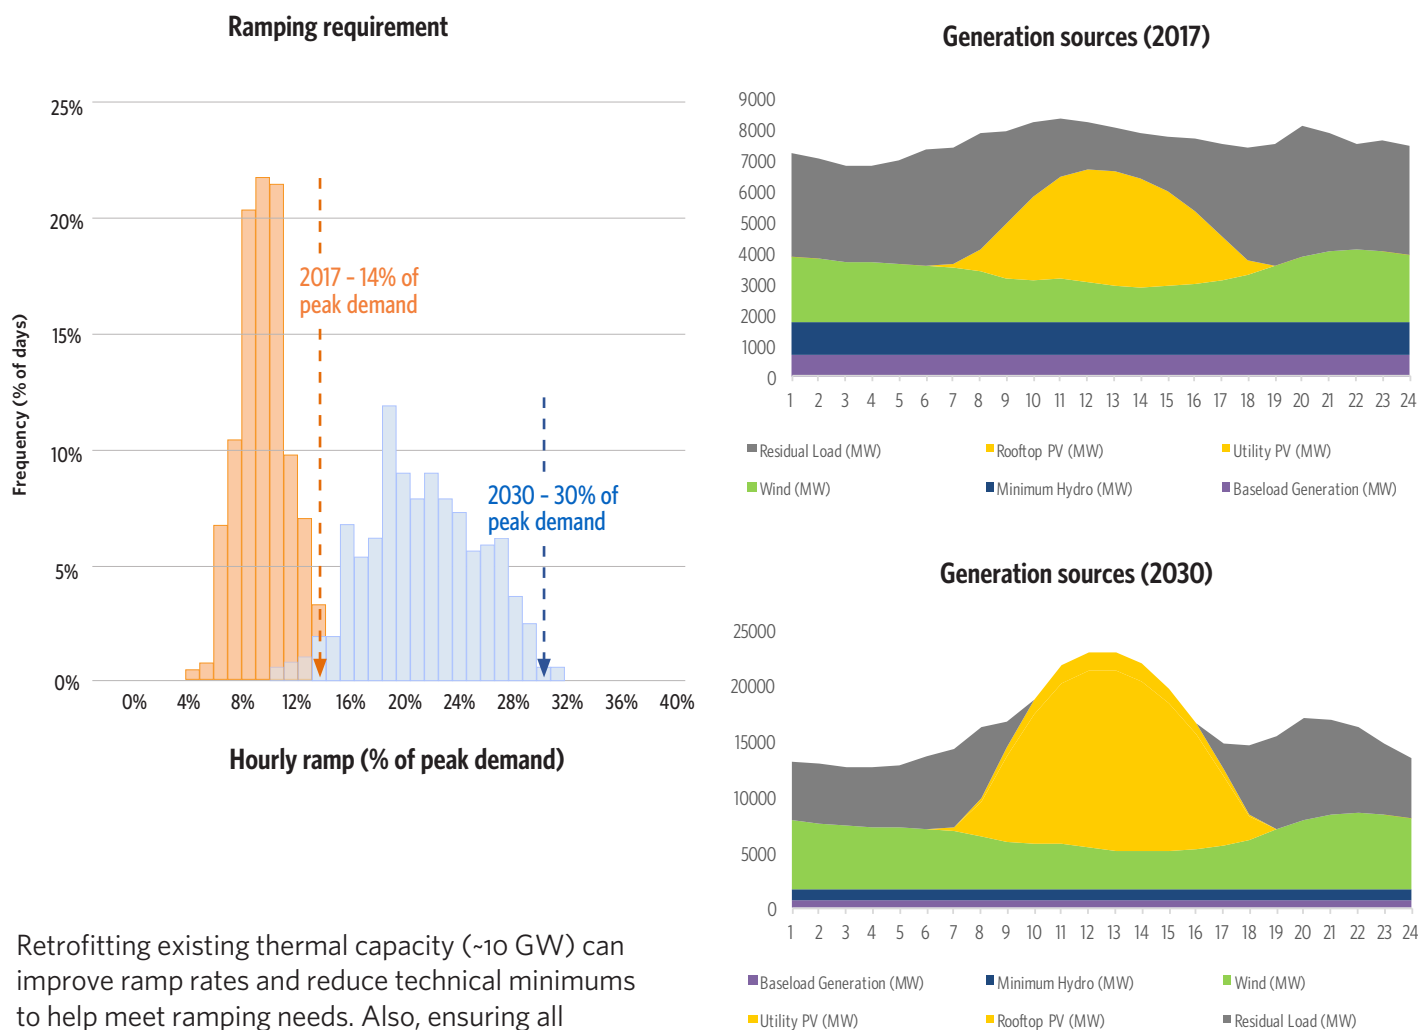 Ramping requirement
25%
20%
15%
10%
5%
0%
Frequency (% of days)
2017 – 14% of
peak demand
2030 – 30% of
peak demand
0% 4% 8% 12% 16% 20% 24% 28% 32% 36% 40%
Hourly ramp (% of peak demand)
Generation sources (2017)
9000
8000
7000
6000
5000
4000
3000
2000
1000
0
1 2 3 4 5 6 7 8 9 10 11 12 13 14 15 16 17 18 19 20 21 22 23 24
Residual Load (MW) Rooftop PV (MW) Utility PV (MW)
Wind (MW) Minimum Hydro (MW) Baseload Generation (MW)
Generation sources (2030)
25000
20000
15000
10000
5000
0
1 2 3 4 5 6 7 8 9 10 11 12 13 14 15 16 17 18 19 20 21 22 23 24
Baseload Generation (MW) Minimum Hydro (MW) Wind (MW)
Utility PV (MW) Rooftop PV (MW) Residual Load (MW)
Retrofitting existing thermal capacity (~10 GW) can
improve ramp rates and reduce technical minimums
to help meet ramping needs. Also, ensuring all